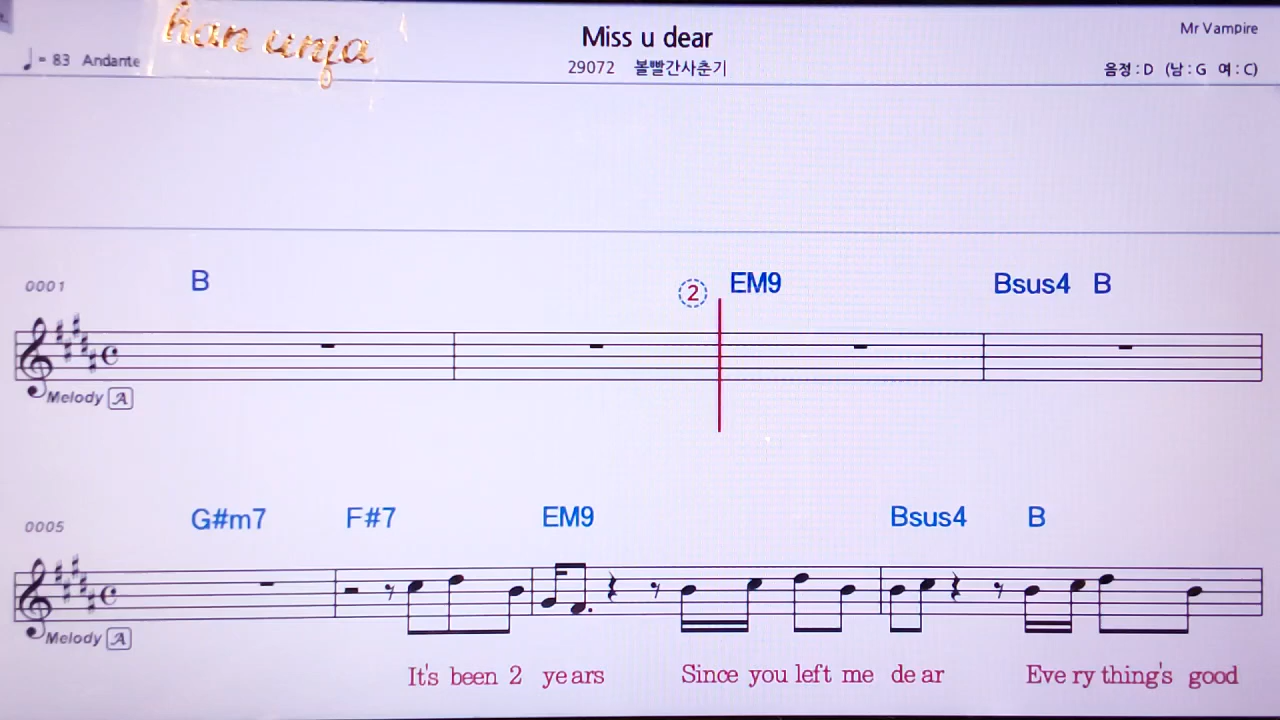 han unja
Miss u dear
Mr Vampire
♩ = 83 Andante
29072 볼빨간사춘기
음정 : D (남 : G 여 : C)
0001 B ② EM9 Bsus4 B
Melody A
0005 G#m7 F#7 EM9 Bsus4 B
Melody A
It's been 2 years Since you left me dear Every thing's good